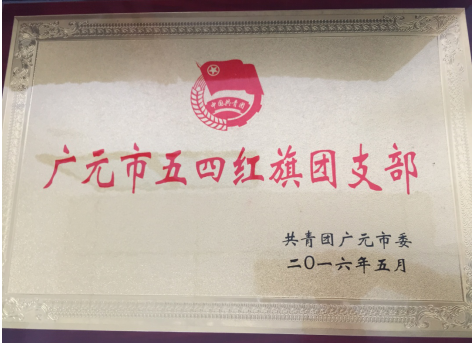 中国共青团
广元市五四红旗团支部
共青团广元市委
二〇一六年五月